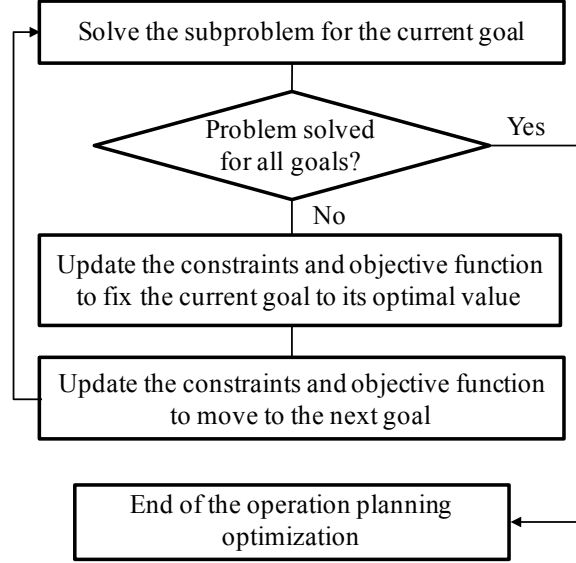 Solve the subproblem for the current goal
Problem solved
for all goals?
Yes
No
Update the constraints and objective function
to fix the current goal to its optimal value
Update the constraints and objective function
to move to the next goal
End of the operation planning
optimization